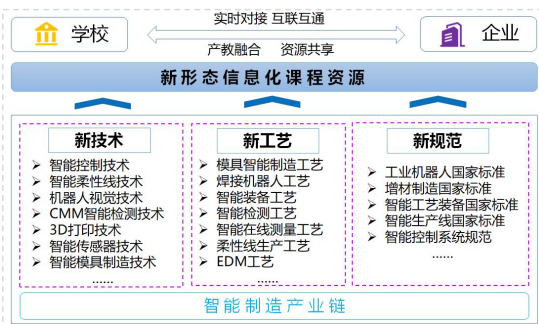 学校
实时对接 互联互通
产教融合 资源共享
企业
新形态信息化课程资源
新技术
智能控制技术
智能柔性线技术
机器人视觉技术
CMM智能检测技术
3D打印技术
智能传感器技术
智能模具制造技术
......
新工艺
模具智能制造工艺
焊接机器人工艺
智能装备工艺
智能检测工艺
智能在线测量工艺
柔性线生产工艺
EDM工艺
......
新规范
工业机器人国家标准
增材制造国家标准
智能工艺装备国家标准
智能生产线国家标准
智能控制系统规范
......
智能制造产业链